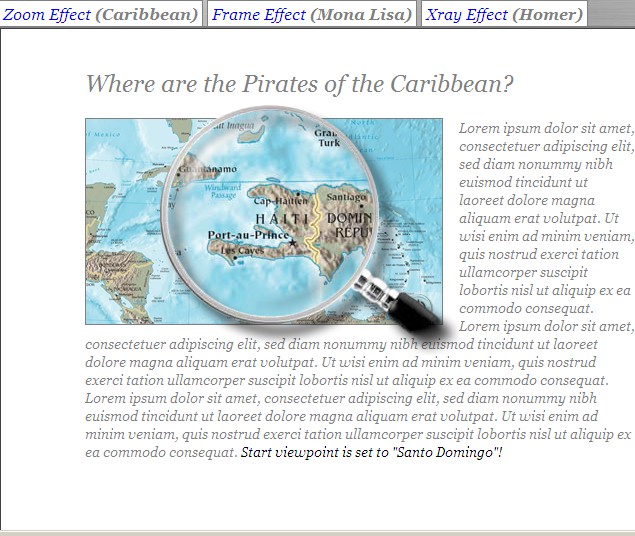 Zoom Effect (Caribbean) Frame Effect (Mona Lisa) Xray Effect (Homer)
Where are the Pirates of the Caribbean?
Gulf of Mexico
Great Inagua
Gran.
Turk
Guantanamo
Windward
Passage
Cap-Haïtien
Santiago
HAITI
DOMIN
REPU
Port-au-Prince
Les Cayes
Lorem ipsum dolor sit amet,
consectetuer adipiscing elit,
sed diam nonummy nibh
euismod tincidunt ut
laoreet dolore magna
aliquam erat volutpat. Ut
wisi enim ad minim veniam,
quis nostrud exerci tation
ullamcorper suscipit
lobortis nisl ut aliquip ex ea
commodo consequat.
Lorem ipsum dolor sit amet,
consectetuer adipiscing elit, sed diam nonummy nibh euismod tincidunt ut laoreet
dolore magna aliquam erat volutpat. Ut wisi enim ad minim veniam, quis nostrud
exerci tation ullamcorper suscipit lobortis nisl ut aliquip ex ea commodo consequat.
Lorem ipsum dolor sit amet, consectetuer adipiscing elit, sed diam nonummy nibh
euismod tincidunt ut laoreet dolore magna aliquam erat volutpat. Ut wisi enim ad
minim veniam, quis nostrud exerci tation ullamcorper suscipit lobortis nisl ut aliquip ex
ea commodo consequat. Start viewpoint is set to "Santo Domingo"!